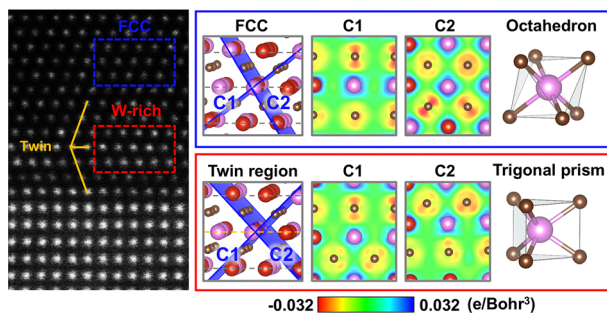 FCC
W-rich
Twin
FCC
C1
C2
Octahedron
C1
C2
Twin region
C1
C2
Trigonal prism
C1
C2
-0.032
0.032
(e/Bohr³)